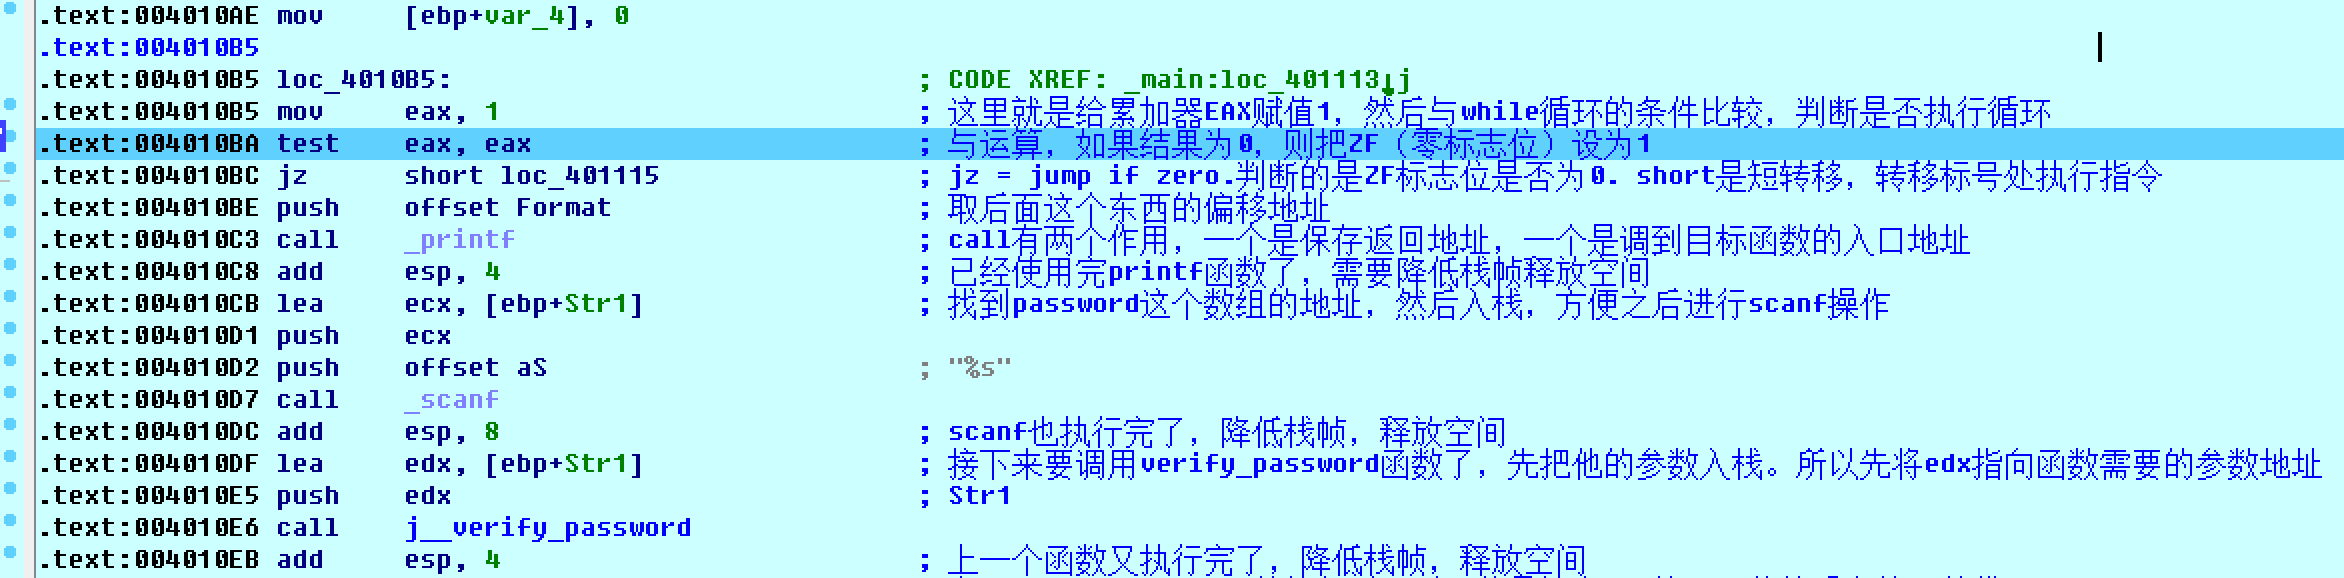 .text:004010AE mov [ebp+var_4], 0
.text:004010B5
.text:004010B5 loc_4010B5: ; CODE XREF: _main:loc_401113↓j
.text:004010B5 mov eax, 1 ; 这里就是给累加器EAX赋值1，然后与while循环的条件比较，判断是否执行循环
.text:004010BA test eax, eax ; 与运算，如果结果为0，则把ZF（零标志位）设为1
.text:004010BC jz short loc_401115 ; jz = jump if zero.判断的是ZF标志位是否为0. short是短转移，转移标号处执行指令
.text:004010BE push offset Format ; 取后面这个东西的偏移地址
.text:004010C3 call _printf ; call有两个作用，一个是保存返回地址，一个是调到目标函数的入口地址
.text:004010C8 add esp, 4 ; 已经使用完printf函数了，需要降低栈帧释放空间
.text:004010CB lea ecx, [ebp+Str1] ; 找到password这个数组的地址，然后入栈，方便之后进行scanf操作
.text:004010D1 push ecx
.text:004010D2 push offset aS ; "%s"
.text:004010D7 call _scanf
.text:004010DC add esp, 8 ; scanf也执行完了，降低栈帧，释放空间
.text:004010DF lea edx, [ebp+Str1] ; 接下来要调用verify_password函数了，先把他的参数入栈。所以先将edx指向函数需要的参数地址
.text:004010E5 push edx ; Str1
.text:004010E6 call j__verify_password
.text:004010EB add esp, 4 ; 上一个函数又执行完了，降低栈帧，释放空间